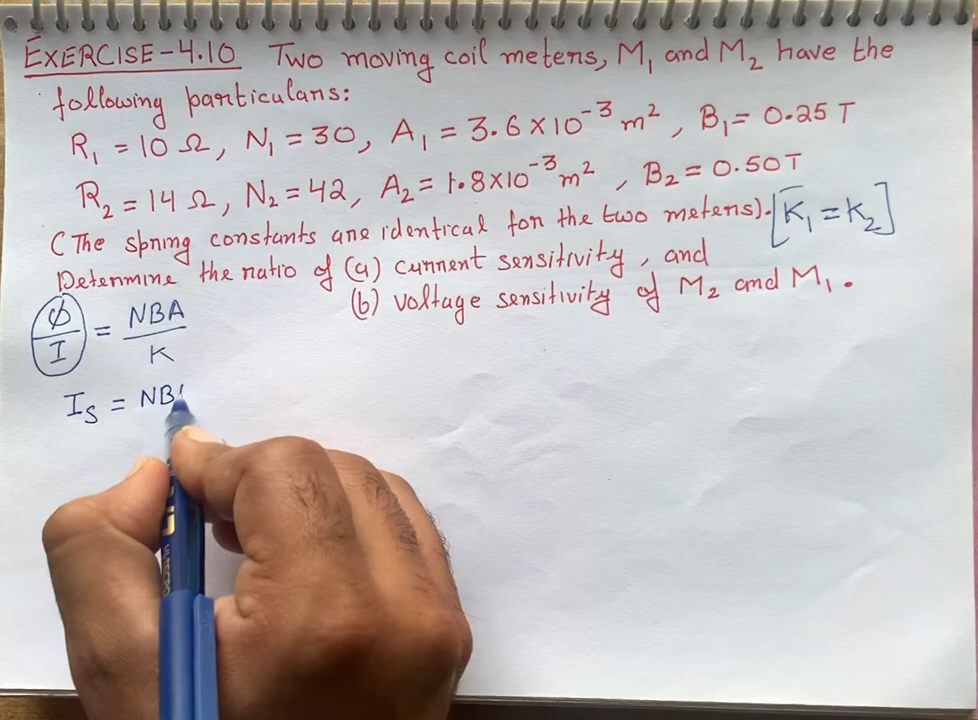 EXERCISE-4.10 Two moving coil meters, M₁ and M₂ have the
following particulars:
R₁ = 10 Ω, N₁ = 30, A₁ = 3.6 × 10⁻³ m², B₁ = 0.25 T
R₂ = 14 Ω, N₂ = 42, A₂ = 1.8×10⁻³ m², B₂ = 0.50T
(The spring constants are identical for the two meters). [K₁ = K₂]
Determine the ratio of (a) current sensitivity, and
(b) voltage sensitivity of M₂ and M₁.
Φ/I = NBA/K
I_S = NB